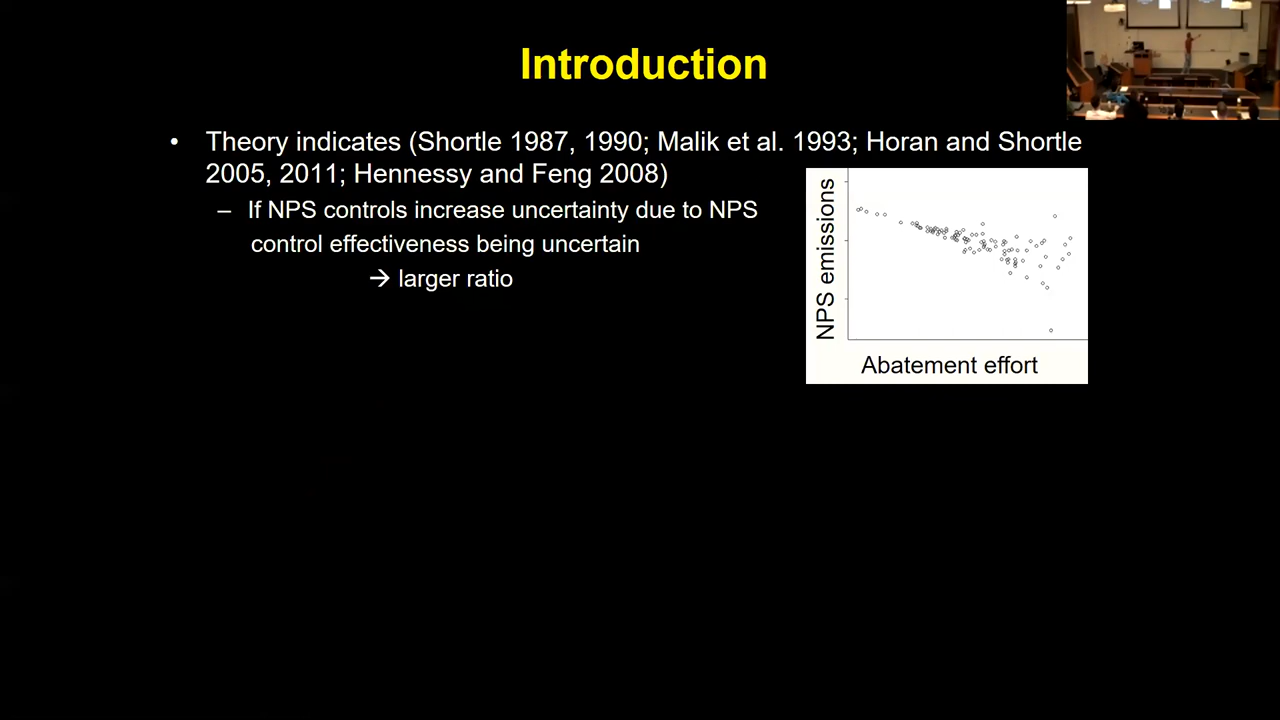 Introduction
• Theory indicates (Shortle 1987, 1990; Malik et al. 1993; Horan and Shortle
2005, 2011; Hennessy and Feng 2008)
– If NPS controls increase uncertainty due to NPS
control effectiveness being uncertain
→ larger ratio
NPS emissions
Abatement effort